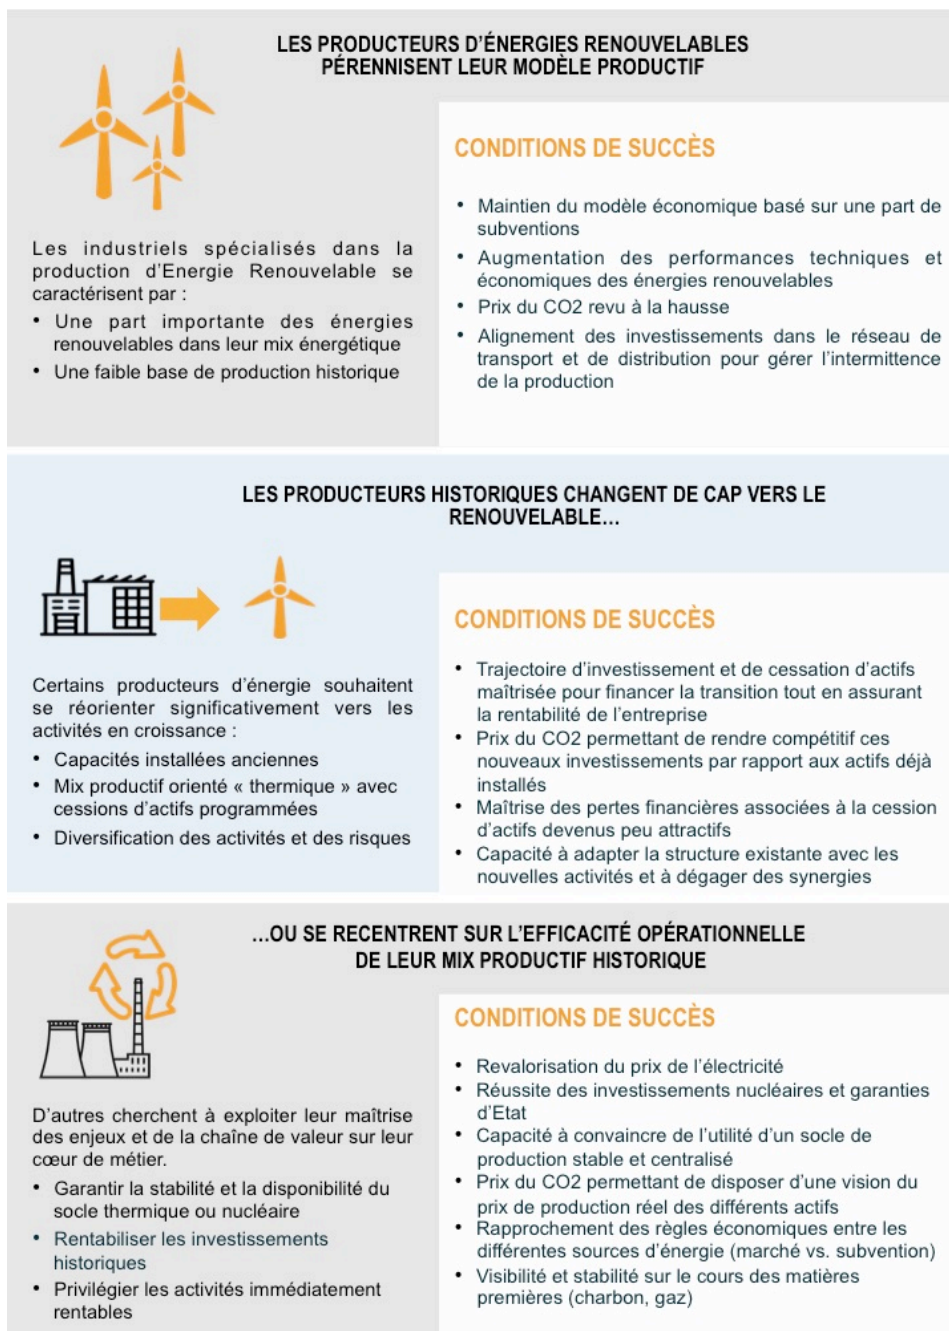 LES PRODUCTEURS D'ÉNERGIES RENOUVELABLES
PÉRENNISENT LEUR MODÈLE PRODUCTIF
Les industriels spécialisés dans la
production d'Energie Renouvelable se
caractérisent par :
• Une part importante des énergies
renouvelables dans leur mix énergétique
• Une faible base de production historique
CONDITIONS DE SUCCÈS
• Maintien du modèle économique basé sur une part de
subventions
• Augmentation des performances techniques et
économiques des énergies renouvelables
• Prix du CO2 revu à la hausse
• Alignement des investissements dans le réseau de
transport et de distribution pour gérer l'intermittence
de la production
LES PRODUCTEURS HISTORIQUES CHANGENT DE CAP VERS LE
RENOUVELABLE...
Certains producteurs d'énergie souhaitent
se réorienter significativement vers les
activités en croissance :
• Capacités installées anciennes
• Mix productif orienté « thermique » avec
cessions d'actifs programmées
• Diversification des activités et des risques
CONDITIONS DE SUCCÈS
• Trajectoire d'investissement et de cessation d'actifs
maîtrisée pour financer la transition tout en assurant
la rentabilité de l'entreprise
• Prix du CO2 permettant de rendre compétitif ces
nouveaux investissements par rapport aux actifs déjà
installés
• Maîtrise des pertes financières associées à la cession
d'actifs devenus peu attractifs
• Capacité à adapter la structure existante avec les
nouvelles activités et à dégager des synergies
...OU SE RECENTRENT SUR L'EFFICACITÉ OPÉRATIONNELLE
DE LEUR MIX PRODUCTIF HISTORIQUE
D'autres cherchent à exploiter leur maîtrise
des enjeux et de la chaîne de valeur sur leur
cœur de métier.
• Garantir la stabilité et la disponibilité du
socle thermique ou nucléaire
• Rentabiliser les investissements
historiques
• Privilégier les activités immédiatement
rentables
CONDITIONS DE SUCCÈS
• Revalorisation du prix de l'électricité
• Réussite des investissements nucléaires et garanties
d'Etat
• Capacité à convaincre de l'utilité d'un socle de
production stable et centralisé
• Prix du CO2 permettant de disposer d'une vision du
prix de production réel des différents actifs
• Rapprochement des règles économiques entre les
différentes sources d'énergie (marché vs. subvention)
• Visibilité et stabilité sur le cours des matières
premières (charbon, gaz)